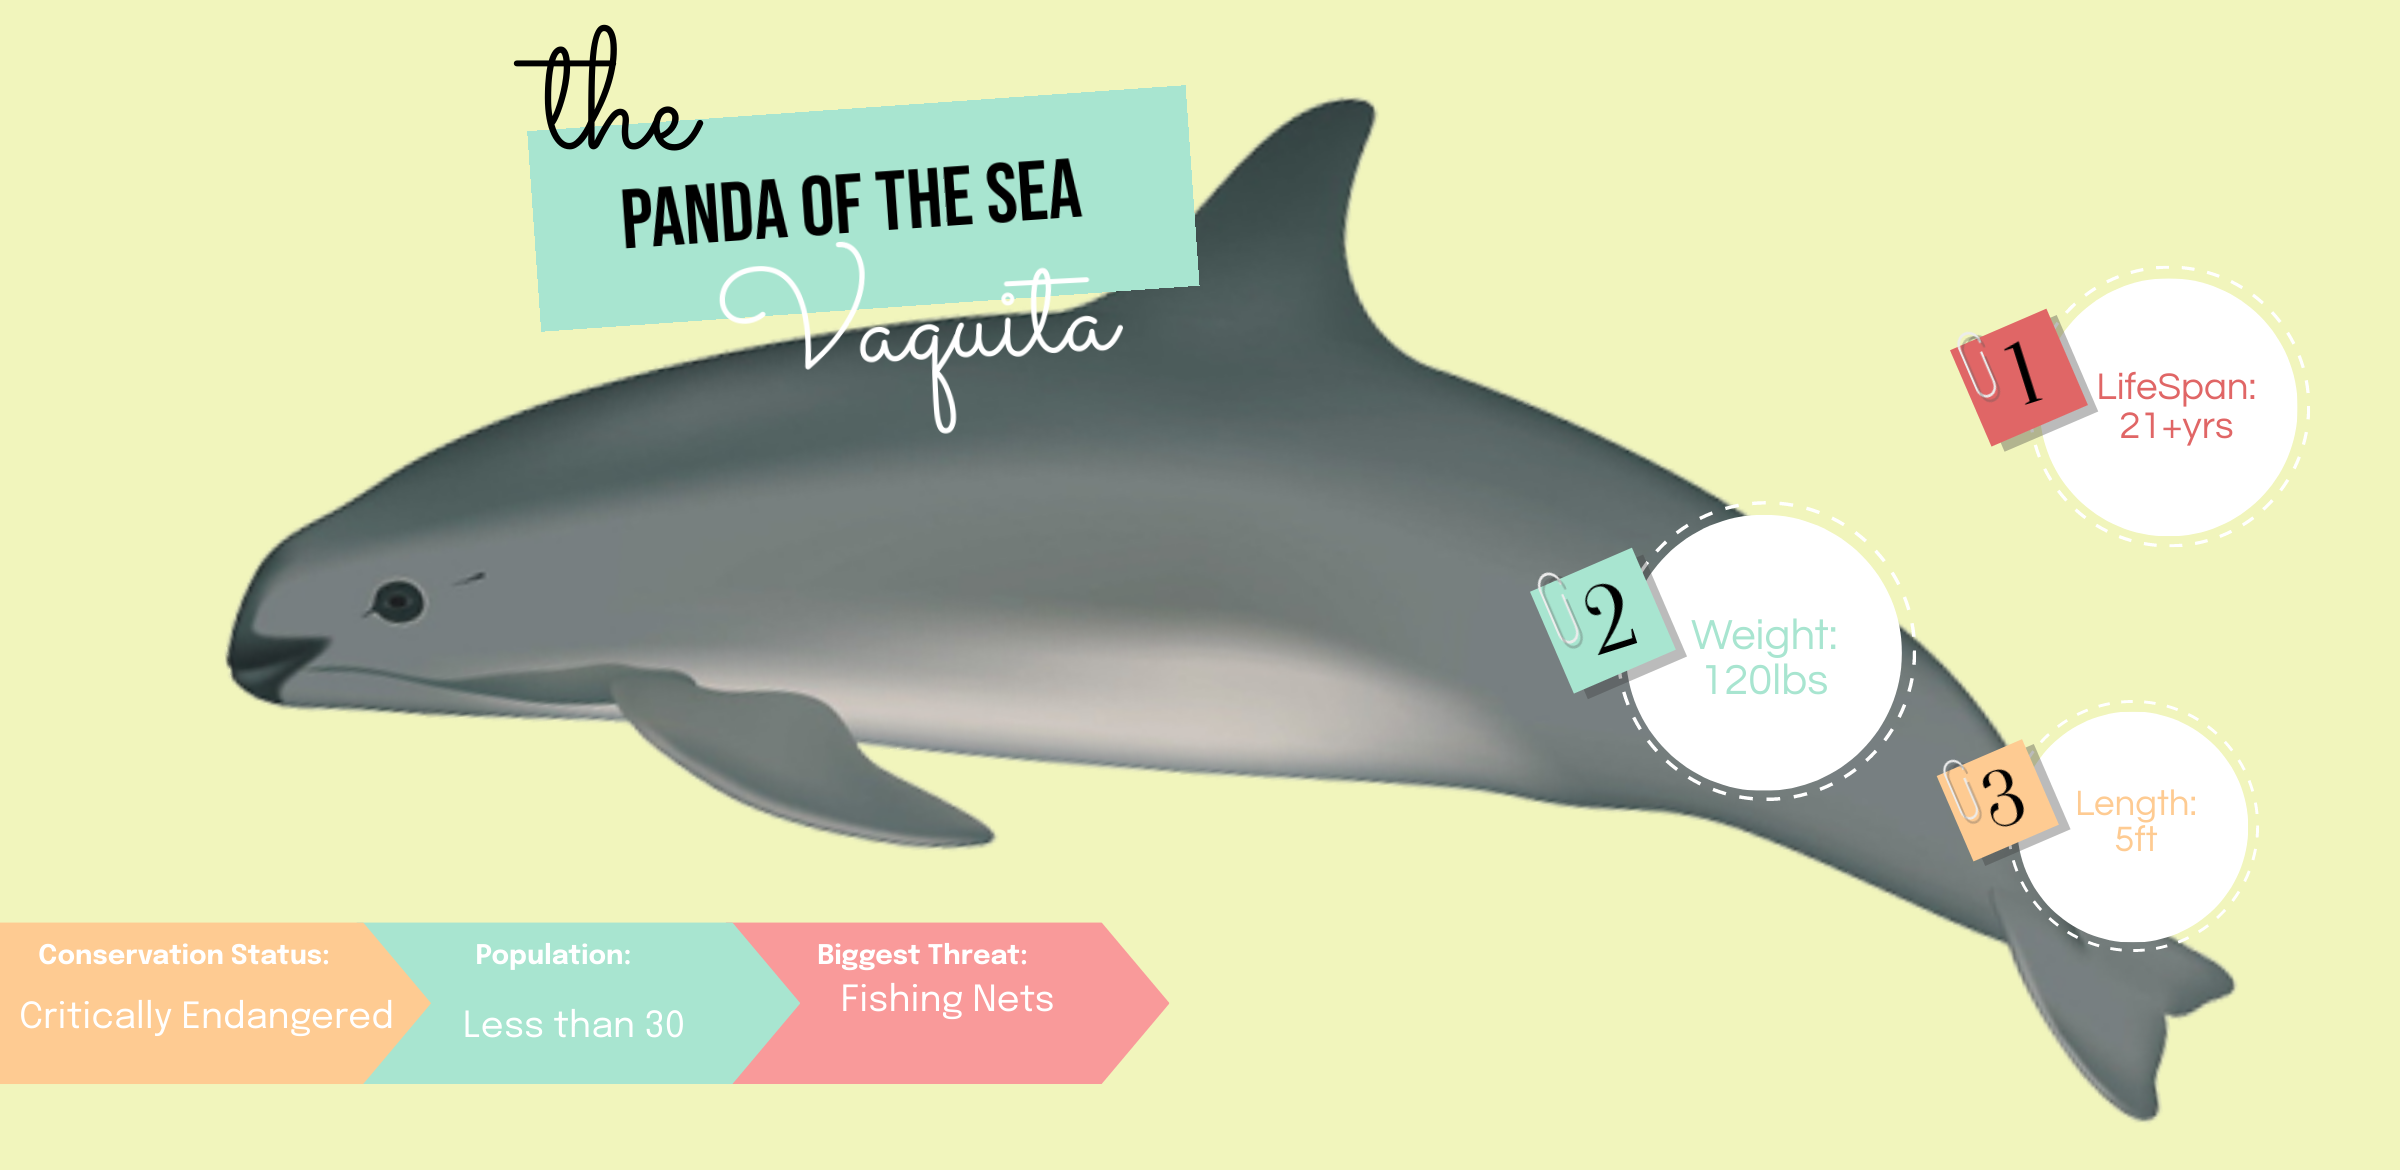 the
PANDA OF THE SEA
Vaquita
1
LifeSpan:
21+yrs
2
Weight:
120lbs
3
Length:
5ft
Conservation Status:
Critically Endangered
Population:
Less than 30
Biggest Threat:
Fishing Nets